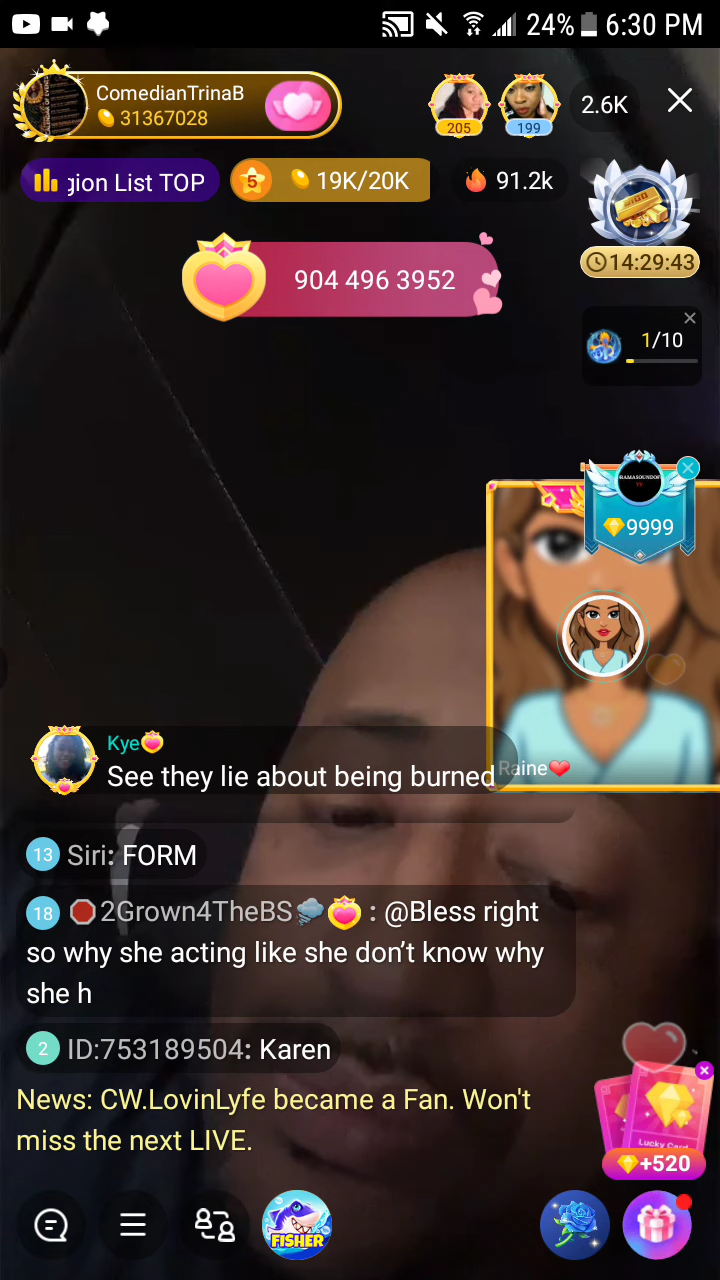 24% 6:30 PM
ComedianTrinaB
31367028
205
199
2.6K
gion List TOP
5
19K/20K
91.2k
14:29:43
904 496 3952
1/10
9999
Kye
See they lie about being burned
Raine
13 Siri: FORM
18 2Grown4TheBS : @Bless right
so why she acting like she don’t know why
she h
2 ID:753189504: Karen
News: CW.LovinLyfe became a Fan. Won't
miss the next LIVE.
Lucky Card
+520
FISHER